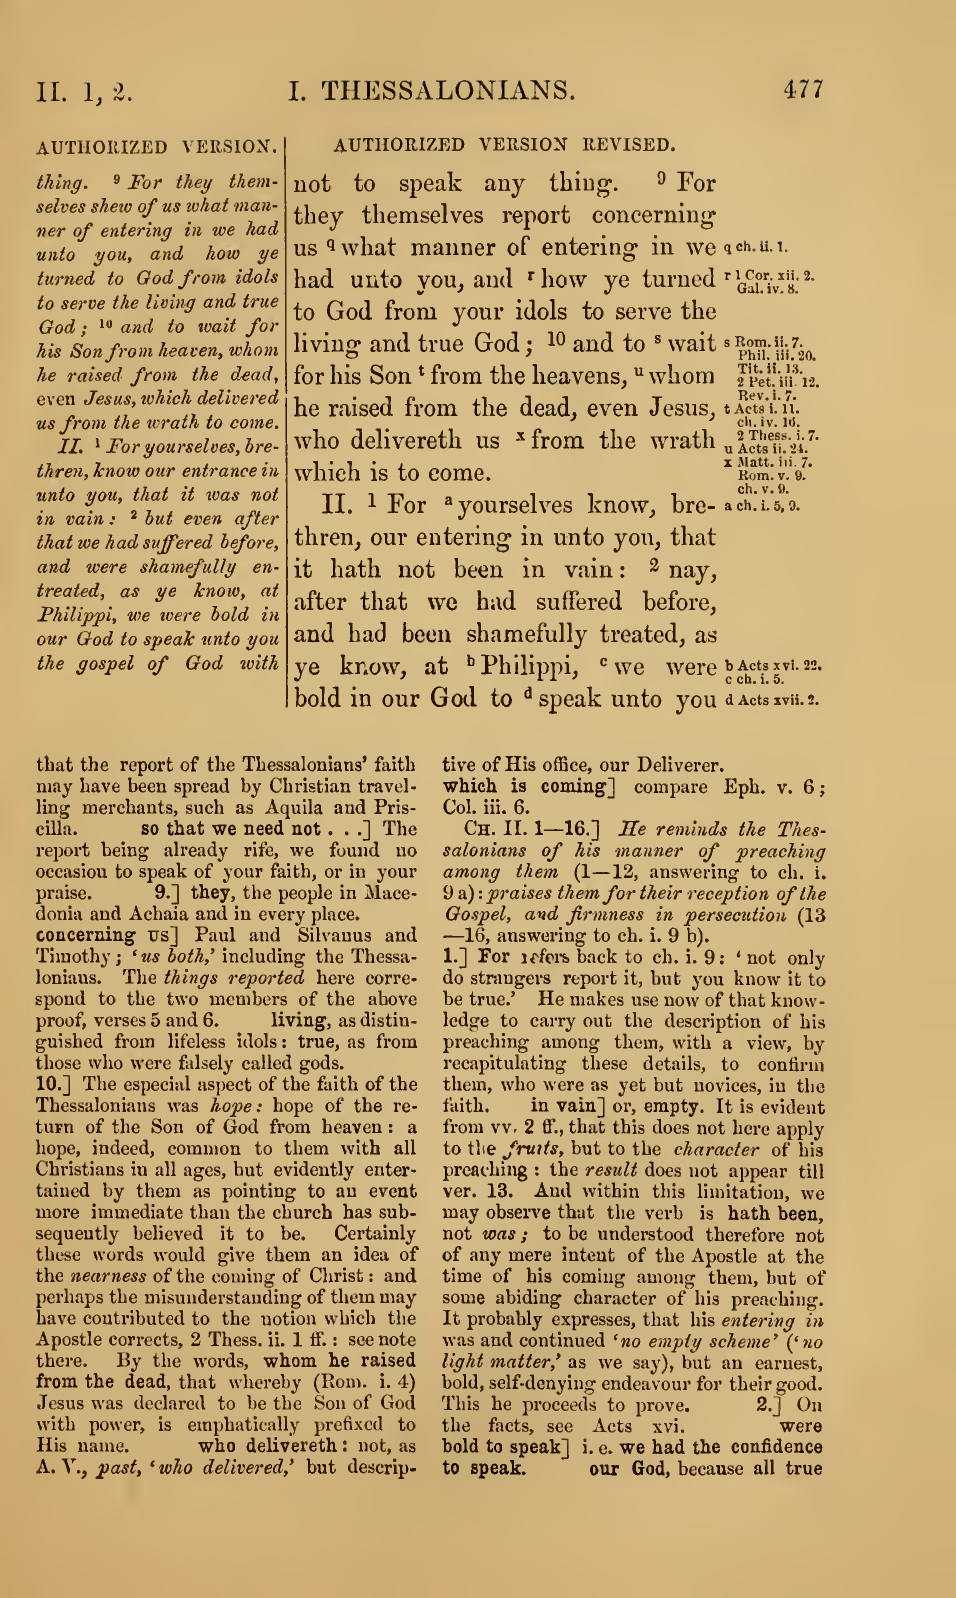 II. 1, 2.
I. THESSALONIANS.
477
AUTHORIZED VERSION.
thing. 9 For they them-
selves shew of us what man-
ner of entering in we had
unto you, and how ye
turned to God from idols
to serve the living and true
God; 10 and to wait for
his Son from heaven, whom
he raised from the dead,
even Jesus, which delivered
us from the wrath to come.
II. 1 For yourselves, bre-
thren, know our entrance in
unto you, that it was not
in vain: 2 but even after
that we had suffered before,
and were shamefully en-
treated, as ye know, at
Philippi, we were bold in
our God to speak unto you
the gospel of God with
AUTHORIZED VERSION REVISED.
not to speak any thing. 9 For
they themselves report concerning
us q what manner of entering in we
had unto you, and r how ye turned
to God from your idols to serve the
living and true God; 10 and to s wait
for his Son t from the heavens, u whom
he raised from the dead, even Jesus,
who delivereth us x from the wrath
which is to come.
II. 1 For a yourselves know, bre-
thren, our entering in unto you, that
it hath not been in vain: 2 nay,
after that we had suffered before,
and had been shamefully treated, as
ye know, at b Philippi, c we were
bold in our God to d speak unto you
q ch. ii. 1.
r 1 Cor. xii. 2.
Gal. iv. 8.
s Rom. ii. 7.
Phil. iii. 20.
Tit. ii. 13.
2 Pet. iii. 12.
Rev. i. 7.
t Acts i. 11.
ch. iv. 16.
2 Thess. i. 7.
u Acts ii. 24.
x Matt. iii. 7.
Rom. v. 9.
ch. v. 9.
a ch. i. 5, 9.
b Acts xvi. 22.
c ch. i. 5.
d Acts xvii. 2.
that the report of the Thessalonians' faith
may have been spread by Christian travel-
ling merchants, such as Aquila and Pris-
cilla. so that we need not . . .] The
report being already rife, we found no
occasion to speak of your faith, or in your
praise. 9.] they, the people in Mace-
donia and Achaia and in every place.
concerning us] Paul and Silvanus and
Timothy; 'us both,' including the Thessa-
lonians. The things reported here corre-
spond to the two members of the above
proof, verses 5 and 6. living, as distin-
guished from lifeless idols: true, as from
those who were falsely called gods.
10.] The especial aspect of the faith of the
Thessalonians was hope: hope of the re-
turn of the Son of God from heaven: a
hope, indeed, common to them with all
Christians in all ages, but evidently enter-
tained by them as pointing to an event
more immediate than the church has sub-
sequently believed it to be. Certainly
these words would give them an idea of
the nearness of the coming of Christ: and
perhaps the misunderstanding of them may
have contributed to the notion which the
Apostle corrects, 2 Thess. ii. 1 ff.: see note
there. By the words, whom he raised
from the dead, that whereby (Rom. i. 4)
Jesus was declared to be the Son of God
with power, is emphatically prefixed to
His name. who delivereth: not, as
A. V., past, 'who delivered,' but descrip-
tive of His office, our Deliverer.
which is coming] compare Eph. v. 6;
Col. iii. 6.
CH. II. 1—16.] He reminds the Thes-
salonians of his manner of preaching
among them (1—12, answering to ch. i.
9 a): praises them for their reception of the
Gospel, and firmness in persecution (13
—16, answering to ch. i. 9 b).
1.] For refers back to ch. i. 9: 'not only
do strangers report it, but you know it to
be true.' He makes use now of that know-
ledge to carry out the description of his
preaching among them, with a view, by
recapitulating these details, to confirm
them, who were as yet but novices, in the
faith. in vain] or, empty. It is evident
from vv. 2 ff., that this does not here apply
to the fruits, but to the character of his
preaching: the result does not appear till
ver. 13. And within this limitation, we
may observe that the verb is hath been,
not was; to be understood therefore not
of any mere intent of the Apostle at the
time of his coming among them, but of
some abiding character of his preaching.
It probably expresses, that his entering in
was and continued 'no empty scheme' ('no
light matter,' as we say), but an earnest,
bold, self-denying endeavour for their good.
This he proceeds to prove. 2.] On
the facts, see Acts xvi. were
bold to speak] i. e. we had the confidence
to speak. our God, because all true